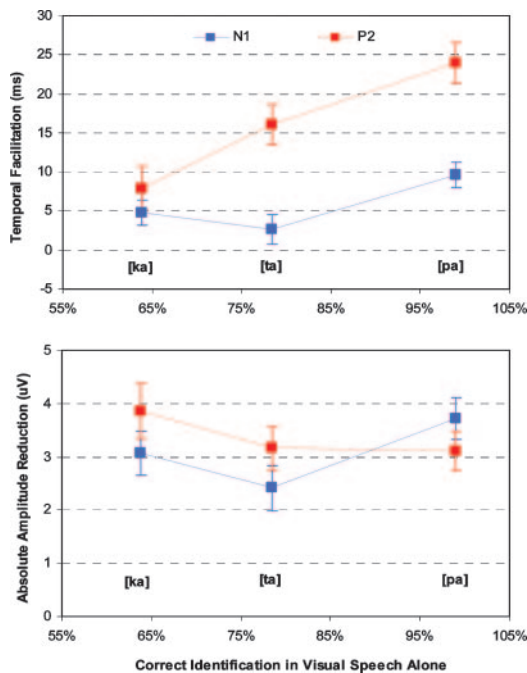 N1 P2
30
25
20
15
10
5
0
-5
Temporal Facilitation (ms)
[ka] [ta] [pa]
55% 65% 75% 85% 95% 105%
5
4
3
2
1
0
Absolute Amplitude Reduction (uV)
[ka] [ta] [pa]
55% 65% 75% 85% 95% 105%
Correct Identification in Visual Speech Alone